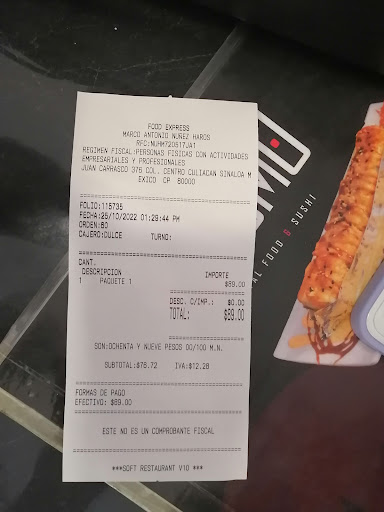 FOOD EXPRESS
MARCO ANTONIO NUÑEZ HAROS
RFC:NUHM720517JA1
REGIMEN FISCAL:PERSONAS FISICAS CON ACTIVIDADES
EMPRESARIALES Y PROFESIONALES
JUAN CARRASCO 376 COL. CENTRO CULIACAN SINALOA M
EXICO CP 80000
FOLIO:115735
FECHA:25/10/2022 01:29:44 PM
ORDEN:80
CAJERO:DULCE TURNO:
CANT.
DESCRIPCION IMPORTE
1 PAQUETE 1 $89.00
DESC. C/IMP.: $0.00
TOTAL: $89.00
SON:OCHENTA Y NUEVE PESOS 00/100 M.N.
SUBTOTAL:$76.72 IVA:$12.28
FORMAS DE PAGO
EFECTIVO: $89.00
ESTE NO ES UN COMPROBANTE FISCAL
***SOFT RESTAURANT V10 ***
AL FOOD & SUSHI